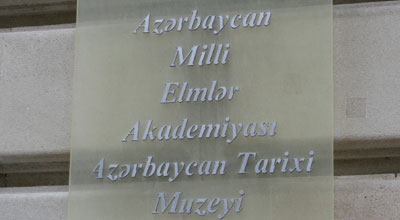 Azərbaycan
Milli
Elmlər
Akademiyası
Azərbaycan Tarixi
Muzeyi